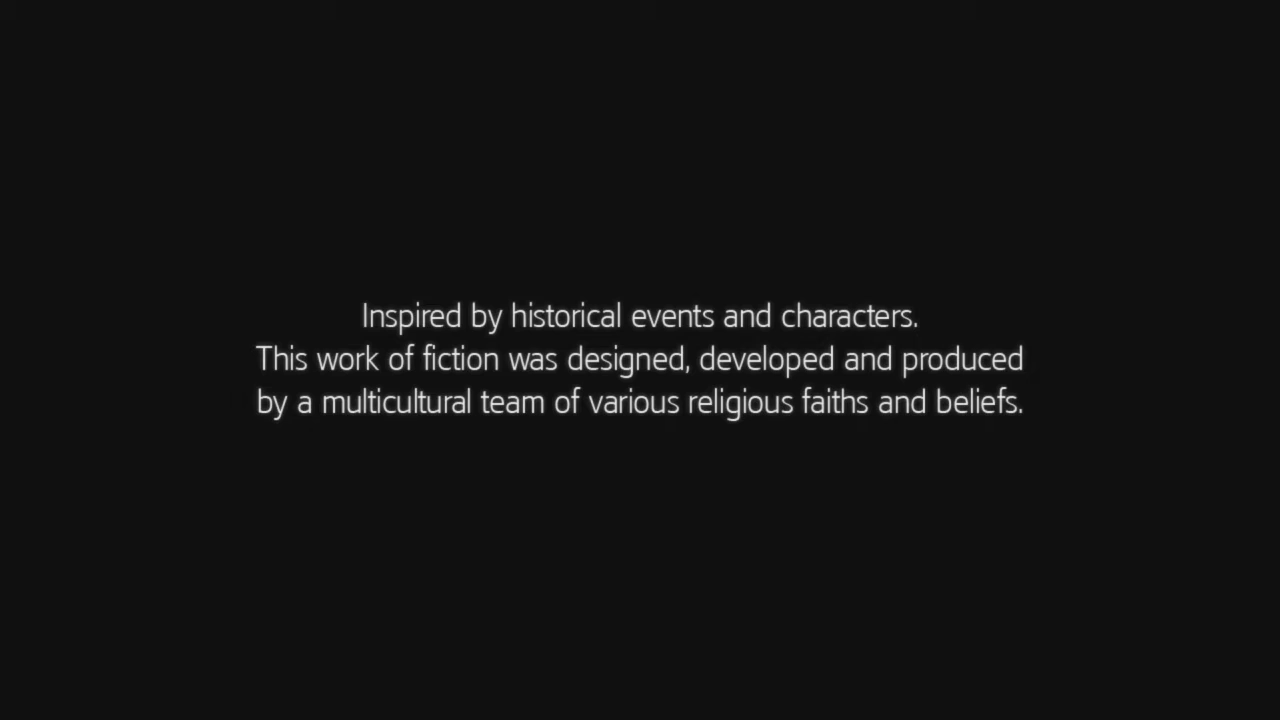 Inspired by historical events and characters.
This work of fiction was designed, developed and produced
by a multicultural team of various religious faiths and beliefs.